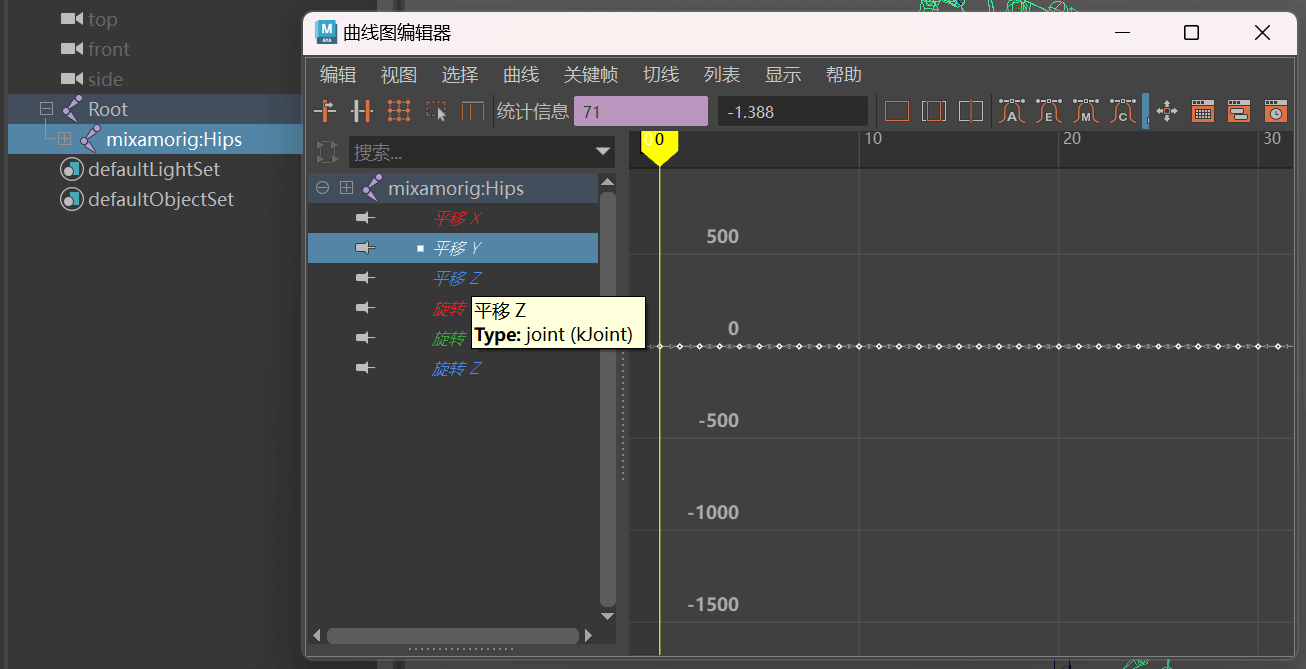 top
front
side
Root
mixamorig:Hips
defaultLightSet
defaultObjectSet
M
曲线图编辑器
编辑 视图 选择 曲线 关键帧 切线 列表 显示 帮助
统计信息 71 -1.388
A E M C
搜索...
0 0 10 20 30
mixamorig:Hips
平移 X
平移 Y
平移 Z
旋转
旋转
旋转 Z
平移 Z
Type: joint (kJoint)
500
0
-500
-1000
-1500